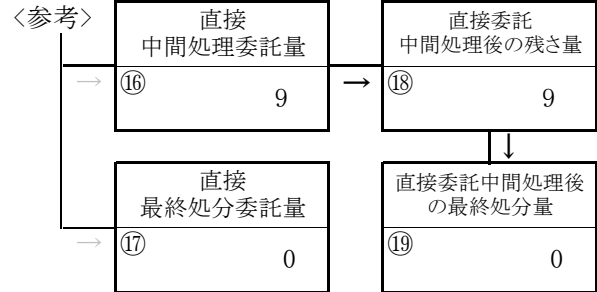 〈参考〉
直接
中間処理委託量
→ ⑯ 9
→
直接委託
中間処理後の残さ量
⑱ 9
↓
直接
最終処分委託量
→ ⑰ 0
直接委託中間処理後
の最終処分量
⑲ 0